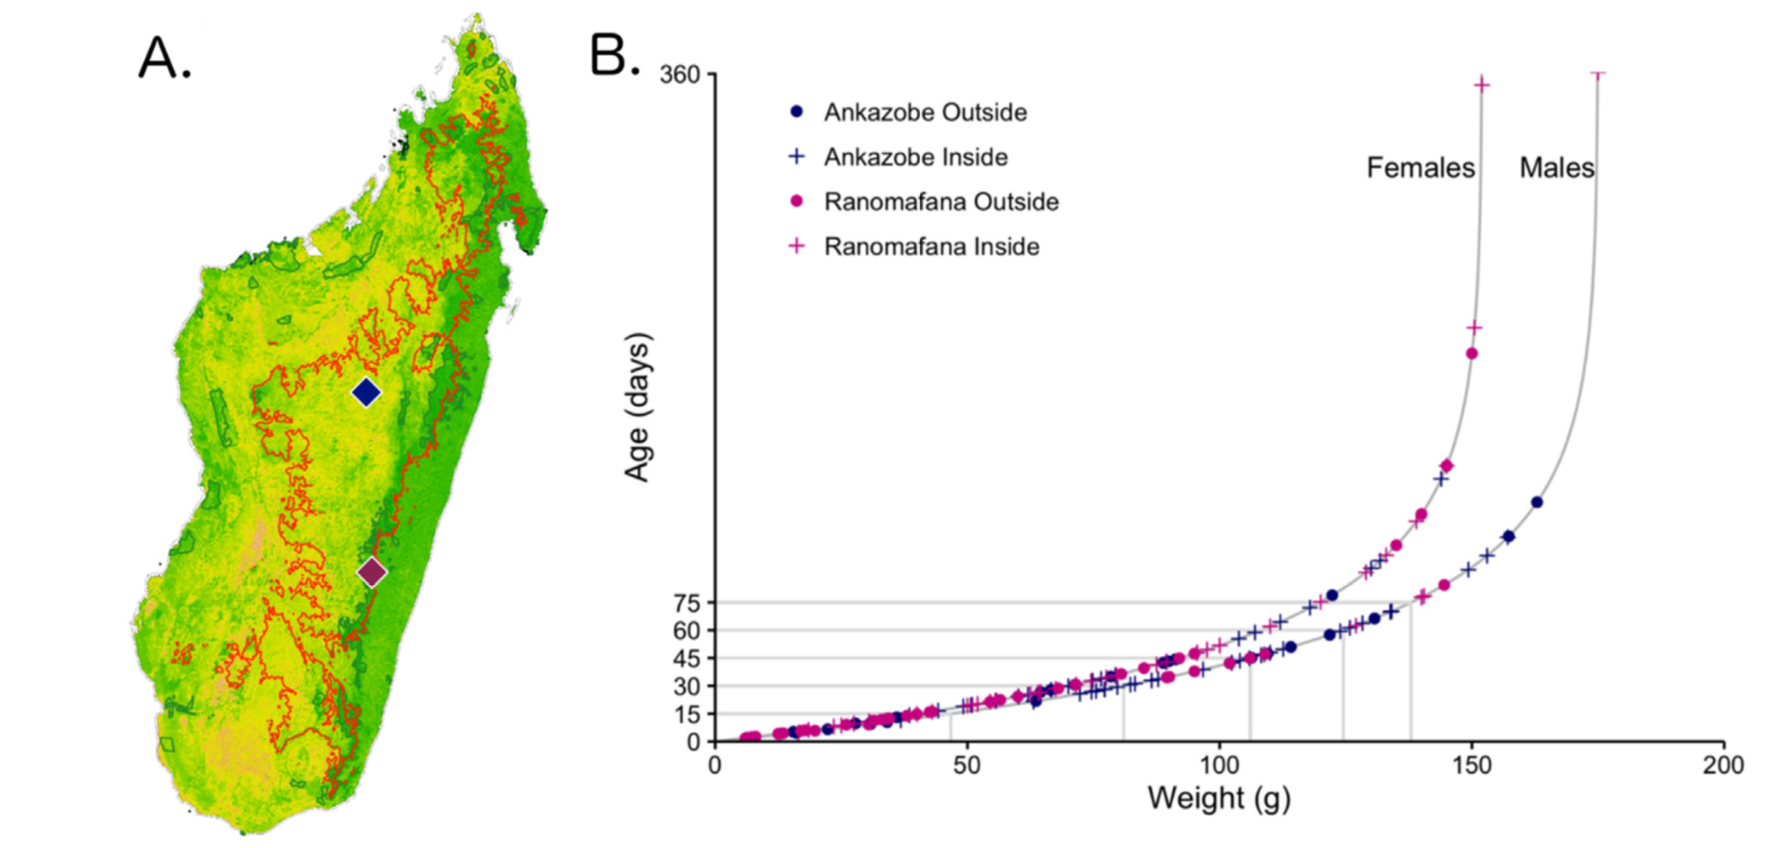 A.
B.
360
Ankazobe Outside
Ankazobe Inside
Ranomafana Outside
Ranomafana Inside
Females
Males
Age (days)
75
60
45
30
15
0
0
50
100
150
200
Weight (g)